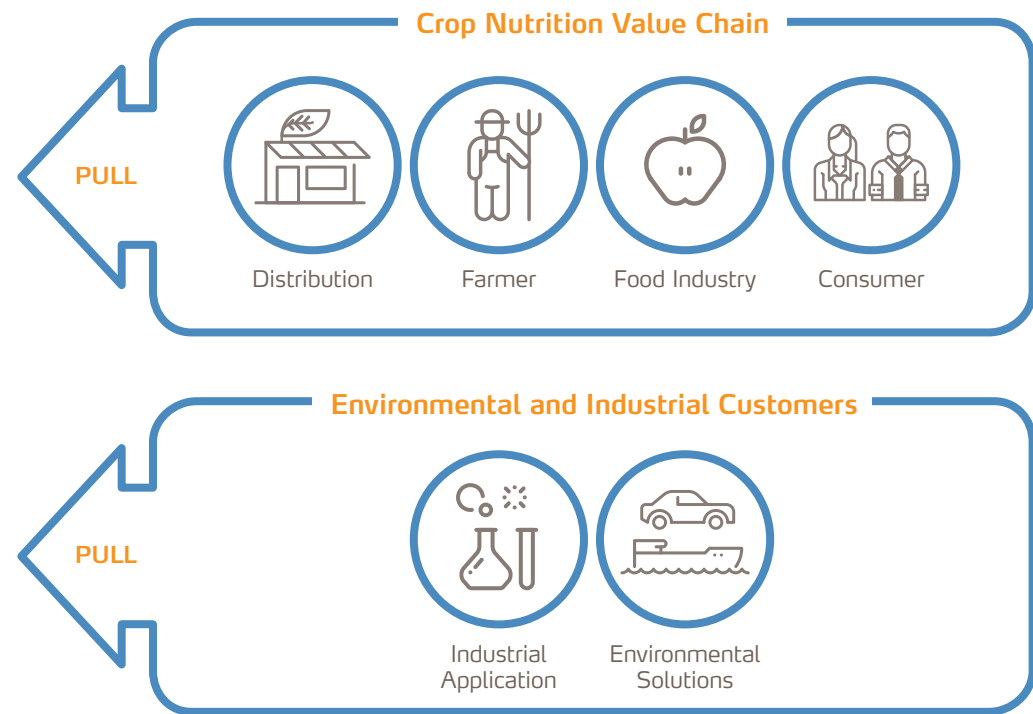 Crop Nutrition Value Chain
PULL
Distribution
Farmer
Food Industry
Consumer
Environmental and Industrial Customers
PULL
Industrial
Application
Environmental
Solutions